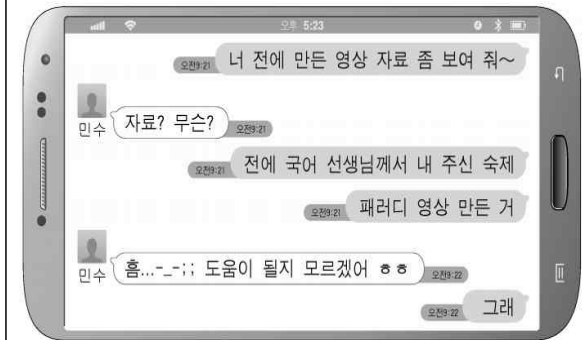 오후 5:23
오전9:21 너 전에 만든 영상 자료 좀 보여 줘~
민수 자료? 무슨? 오전9:21
오전9:21 전에 국어 선생님께서 내 주신 숙제
오전9:21 패러디 영상 만든 거
민수 흠...-_-;; 도움이 될지 모르겠어 ㅎㅎ 오전9:22
오전9:22 그래